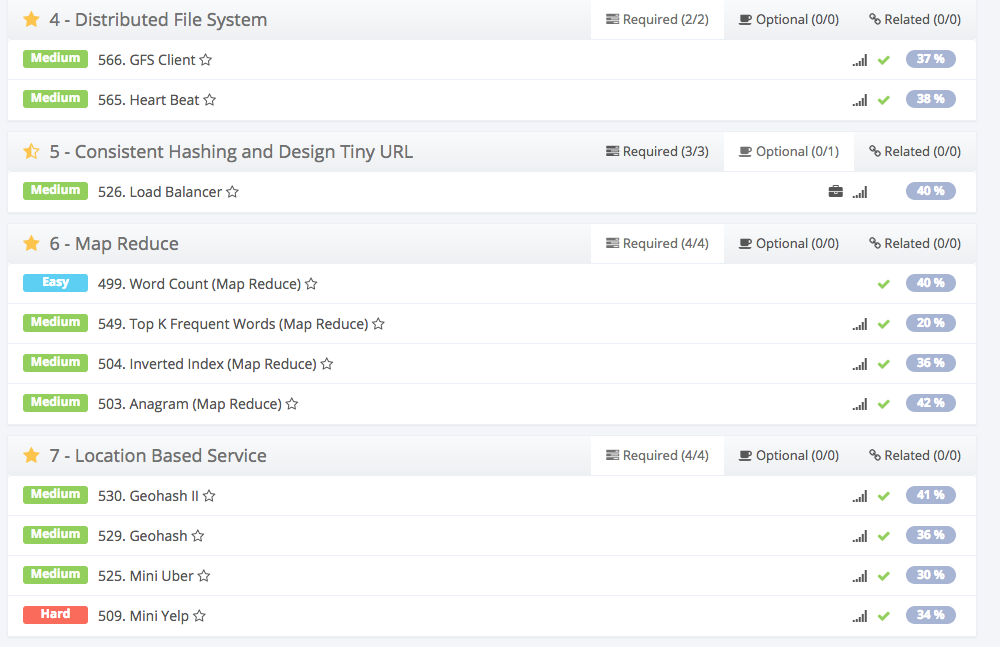 4 - Distributed File System Required (2/2) Optional (0/0) Related (0/0)
Medium 566. GFS Client 37 %
Medium 565. Heart Beat 38 %
5 - Consistent Hashing and Design Tiny URL Required (3/3) Optional (0/1) Related (0/0)
Medium 526. Load Balancer 40 %
6 - Map Reduce Required (4/4) Optional (0/0) Related (0/0)
Easy 499. Word Count (Map Reduce) 40 %
Medium 549. Top K Frequent Words (Map Reduce) 20 %
Medium 504. Inverted Index (Map Reduce) 36 %
Medium 503. Anagram (Map Reduce) 42 %
7 - Location Based Service Required (4/4) Optional (0/0) Related (0/0)
Medium 530. Geohash II 41 %
Medium 529. Geohash 36 %
Medium 525. Mini Uber 30 %
Hard 509. Mini Yelp 34 %